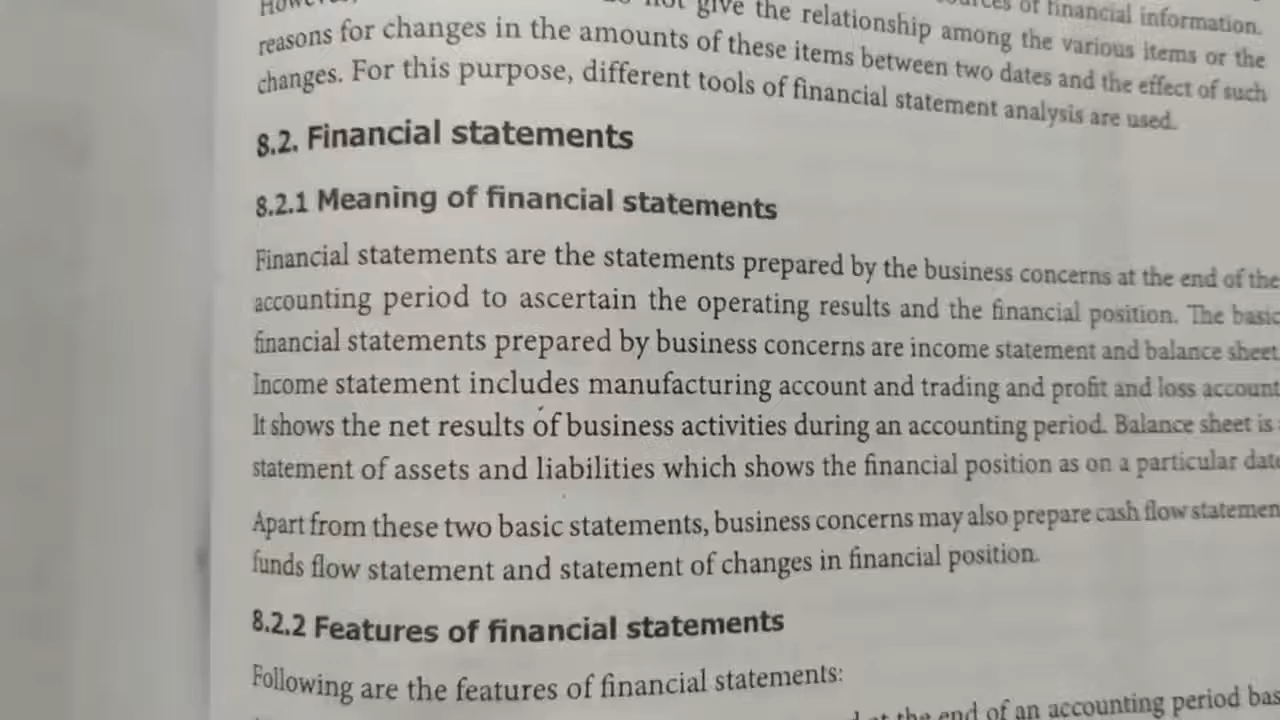 give the relationship among the various items or the
reasons for changes in the amounts of these items between two dates and the effect of such
changes. For this purpose, different tools of financial statement analysis are used.
8.2. Financial statements
8.2.1 Meaning of financial statements
Financial statements are the statements prepared by the business concerns at the end of the
accounting period to ascertain the operating results and the financial position. The basic
financial statements prepared by business concerns are income statement and balance sheet
Income statement includes manufacturing account and trading and profit and loss account
It shows the net results of business activities during an accounting period. Balance sheet is
statement of assets and liabilities which shows the financial position as on a particular date
Apart from these two basic statements, business concerns may also prepare cash flow statemen
funds flow statement and statement of changes in financial position.
8.2.2 Features of financial statements
Following are the features of financial statements:
the end of an accounting period bas